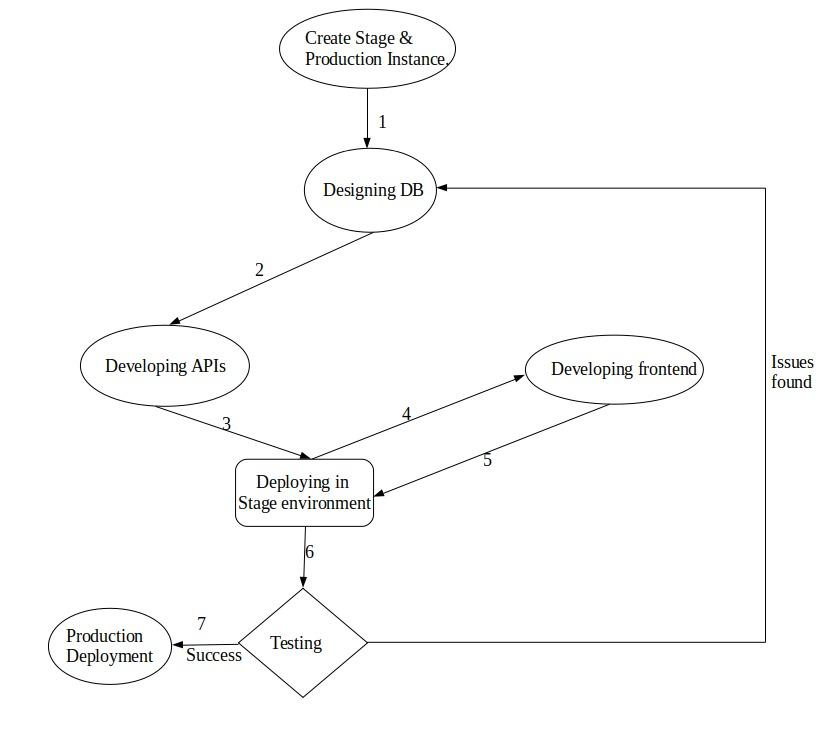 Create Stage &
Production Instance.
1
Designing DB
2
Developing APIs
Developing frontend
Issues
found
3
4
5
Deploying in
Stage environment
6
7
Success
Production
Deployment
Testing